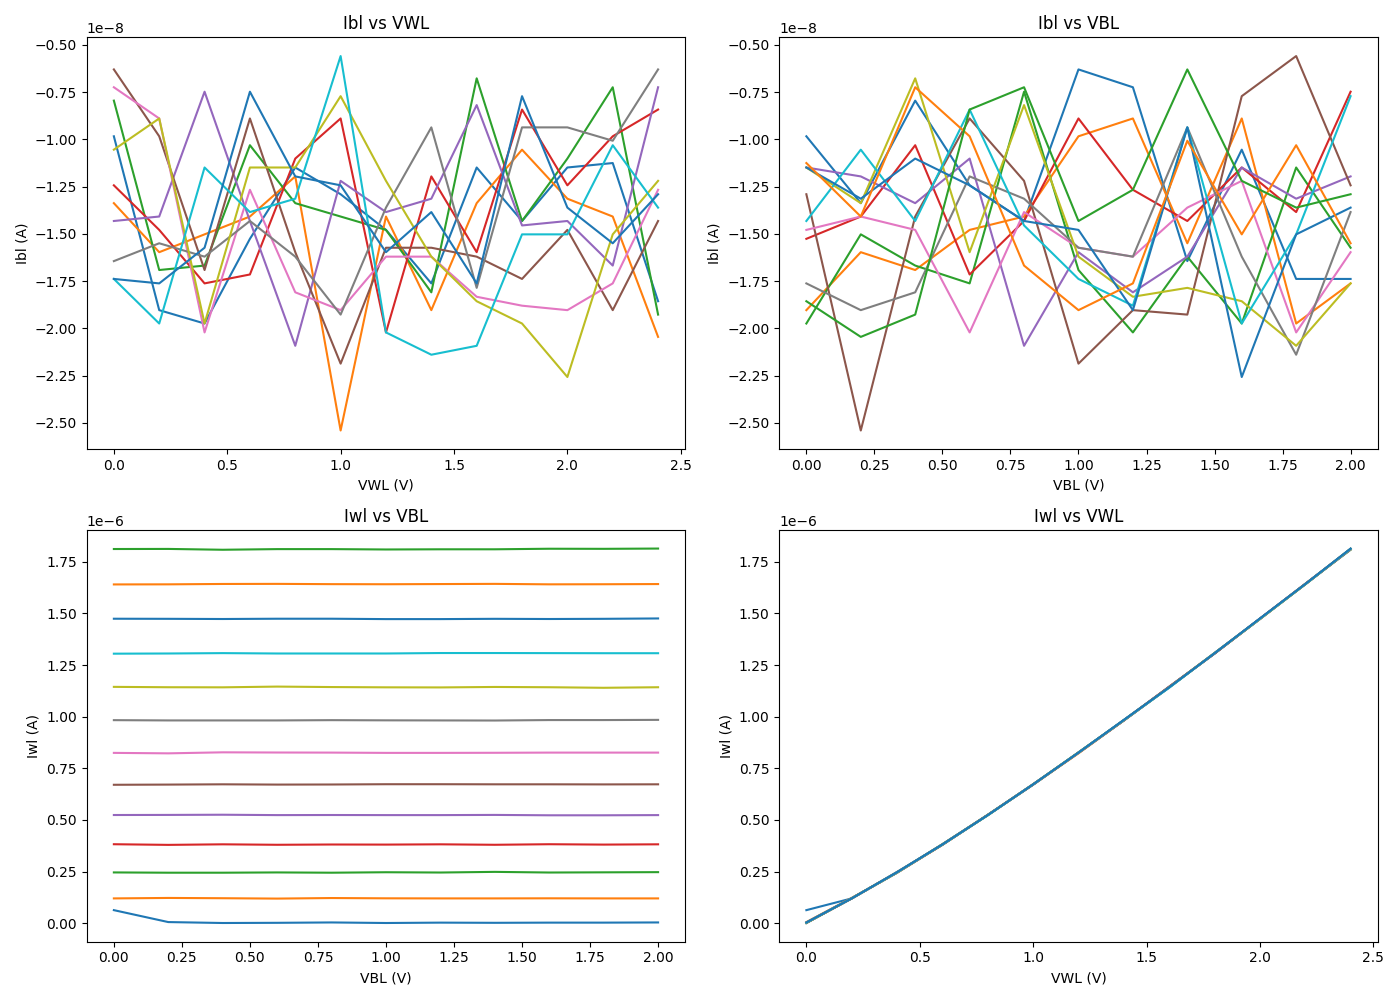 Ibl vs VWL
1e−8
−0.50
−0.75
−1.00
−1.25
−1.50
−1.75
−2.00
−2.25
−2.50
Ibl (A)
0.0 0.5 1.0 1.5 2.0 2.5
VWL (V)
Ibl vs VBL
1e−8
−0.50
−0.75
−1.00
−1.25
−1.50
−1.75
−2.00
−2.25
−2.50
Ibl (A)
0.00 0.25 0.50 0.75 1.00 1.25 1.50 1.75 2.00
VBL (V)
Iwl vs VBL
1e−6
1.75
1.50
1.25
1.00
0.75
0.50
0.25
0.00
Iwl (A)
0.00 0.25 0.50 0.75 1.00 1.25 1.50 1.75 2.00
VBL (V)
Iwl vs VWL
1e−6
1.75
1.50
1.25
1.00
0.75
0.50
0.25
0.00
Iwl (A)
0.0 0.5 1.0 1.5 2.0 2.5
VWL (V)